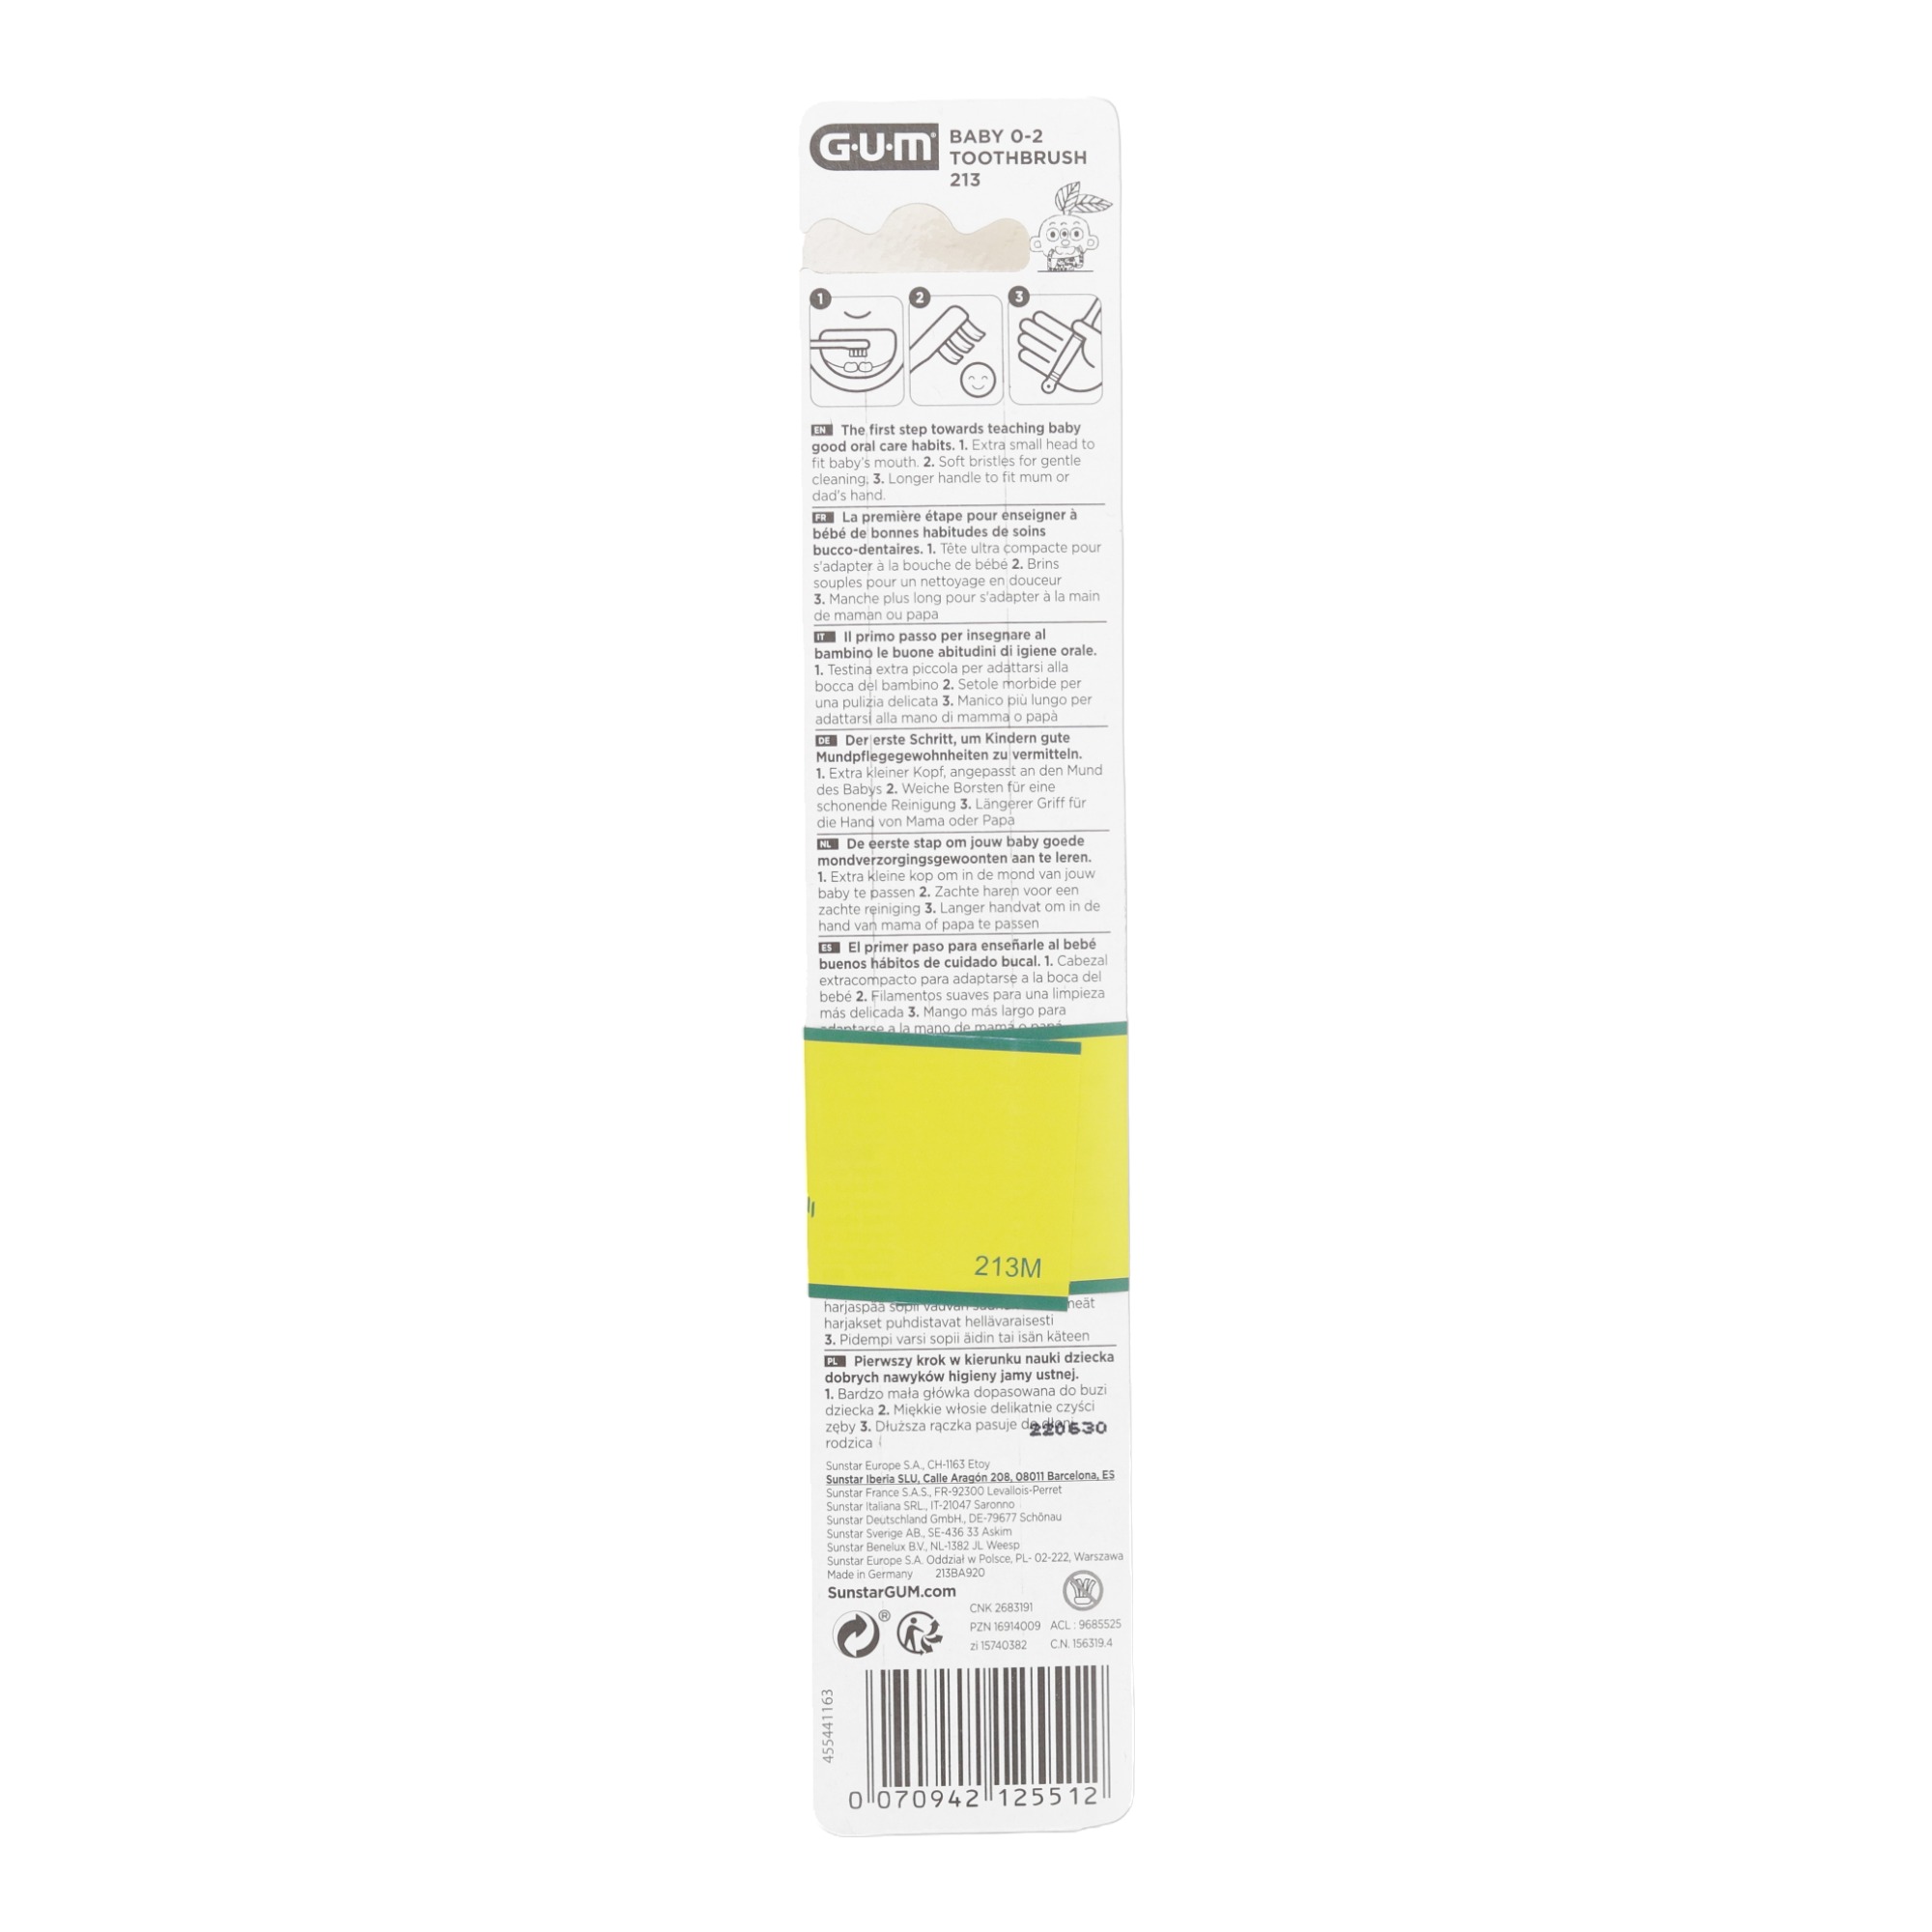 G·U·M®
BABY 0-2
TOOTHBRUSH
213
1 2 3
EN The first step towards teaching baby
good oral care habits. 1. Extra small head to
fit baby's mouth. 2. Soft bristles for gentle
cleaning; 3. Longer handle to fit mum or
dad's hand.
FR La première étape pour enseigner à
bébé de bonnes habitudes de soins
bucco-dentaires. 1. Tête ultra compacte pour
s'adapter à la bouche de bébé 2. Brins
souples pour un nettoyage en douceur
3. Manche plus long pour s'adapter à la main
de maman ou papa
IT Il primo passo per insegnare al
bambino le buone abitudini di igiene orale.
1. Testina extra piccola per adattarsi alla
bocca del bambino 2. Setole morbide per
una pulizia delicata 3. Manico più lungo per
adattarsi alla mano di mamma o papà
DE Der erste Schritt, um Kindern gute
Mundpflegegewohnheiten zu vermitteln.
1. Extra kleiner Kopf, angepasst an den Mund
des Babys 2. Weiche Borsten für eine
schonende Reinigung 3. Längerer Griff für
die Hand von Mama oder Papa
NL De eerste stap om jouw baby goede
mondverzorgingsgewoonten aan te leren.
1. Extra kleine kop om in de mond van jouw
baby te passen 2. Zachte haren voor een
zachte reiniging 3. Langer handvat om in de
hand van mama of papa te passen
ES El primer paso para enseñarle al bebé
buenos hábitos de cuidado bucal. 1. Cabezal
extracompacto para adaptarse a la boca del
bebé 2. Filamentos suaves para una limpieza
más delicada 3. Mango más largo para
adaptarse a la mano de mamá o papá
213M
harjaspää sopii vauvan
harjakset puhdistavat hellävaraisesti
3. Pidempi varsi sopii äidin tai isän käteen
PL Pierwszy krok w kierunku nauki dziecka
dobrych nawyków higieny jamy ustnej.
1. Bardzo mała główka dopasowana do buzi
dziecka 2. Miękkie włosie delikatnie czyści
zęby 3. Dłuższa rączka pasuje do dłoni
220630
rodzica
Sunstar Europe S.A., CH-1163 Etoy
Sunstar Iberia SLU, Calle Aragón 208, 08011 Barcelona, ES
Sunstar France S.A.S., FR-92300 Levallois-Perret
Sunstar Italiana SRL., IT-21047 Saronno
Sunstar Deutschland GmbH., DE-79677 Schönau
Sunstar Sverige AB., SE-436 33 Askim
Sunstar Benelux B.V., NL-1382 JL Weesp
Sunstar Europe S.A. Oddział w Polsce, PL- 02-222, Warszawa
Made in Germany 213BA920
SunstarGUM.com
CNK 2683191
PZN 16914009 ACL : 9685525
zi 15740382 C.N. 156319.4
45541163
0 070942 125512